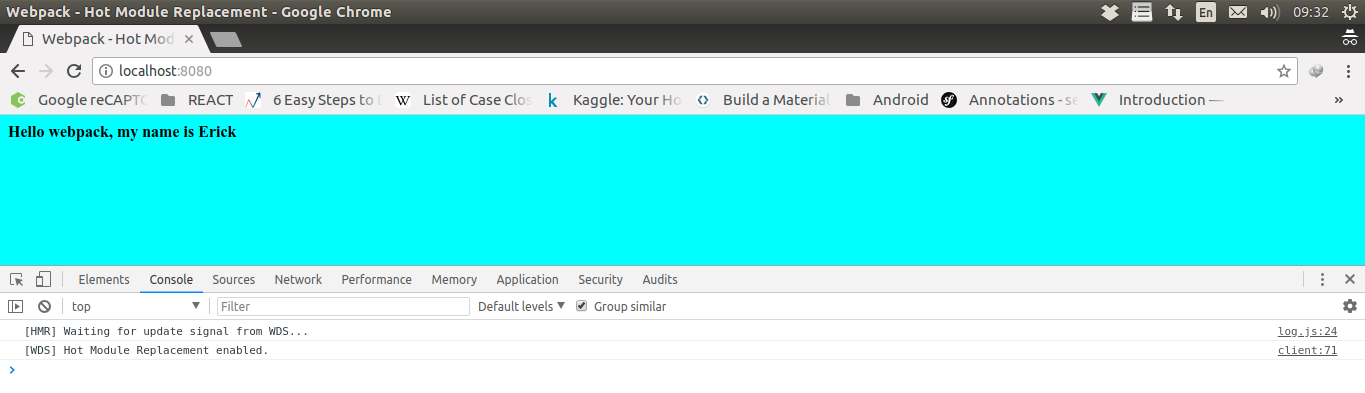 Webpack - Hot Module Replacement - Google Chrome
En
09:32
Webpack - Hot Mod
localhost:8080
Google reCAPTC
REACT
6 Easy Steps to L
W
List of Case Clos
k
Kaggle: Your Ho
Build a Material
Android
sf
Annotations - se
Introduction —
»
Hello webpack, my name is Erick
Elements Console Sources Network Performance Memory Application Security Audits
top Filter Default levels Group similar
[HMR] Waiting for update signal from WDS... log.js:24
[WDS] Hot Module Replacement enabled. client:71
>